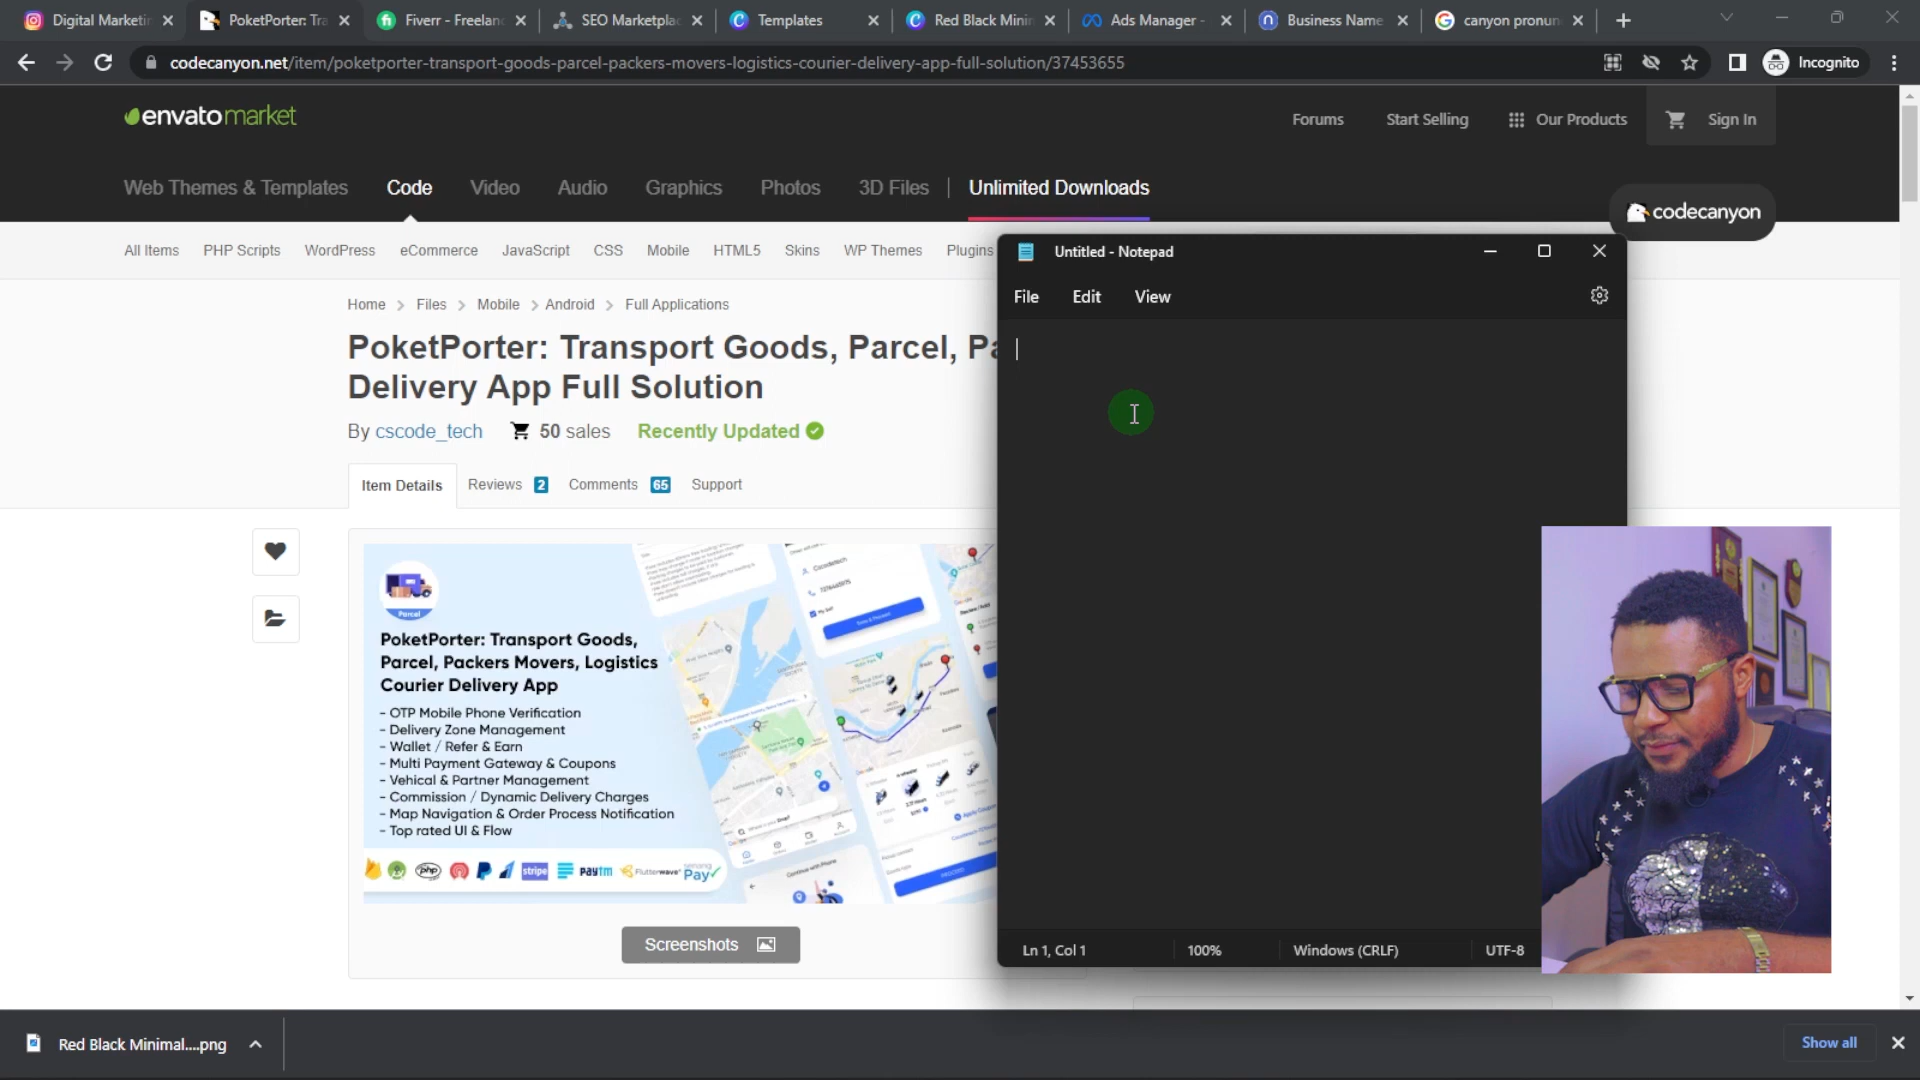 Digital Marketin
PoketPorter: Tra
Fiverr - Freelanc
SEO Marketplac
Templates
Red Black Minim
Ads Manager -
Business Name
canyon pronun
codecanyon.net/item/poketporter-transport-goods-parcel-packers-movers-logistics-courier-delivery-app-full-solution/37453655
Incognito
envatomarket
Forums
Start Selling
Our Products
Sign In
Web Themes & Templates
Code
Video
Audio
Graphics
Photos
3D Files
Unlimited Downloads
codecanyon
All Items
PHP Scripts
WordPress
eCommerce
JavaScript
CSS
Mobile
HTML5
Skins
WP Themes
Plugins
Untitled - Notepad
File
Edit
View
Home > Files > Mobile > Android > Full Applications
PoketPorter: Transport Goods, Parcel, Pa
Delivery App Full Solution
By cscode_tech
50 sales
Recently Updated
Item Details
Reviews 2
Comments 65
Support
Parcel
PoketPorter: Transport Goods,
Parcel, Packers Movers, Logistics
Courier Delivery App
- OTP Mobile Phone Verification
- Delivery Zone Management
- Wallet / Refer & Earn
- Multi Payment Gateway & Coupons
- Vehical & Partner Management
- Commission / Dynamic Delivery Charges
- Map Navigation & Order Process Notification
- Top rated UI & Flow
php
stripe
paytm
Flutterwave
Pay
Screenshots
Ln 1, Col 1
100%
Windows (CRLF)
UTF-8
Red Black Minimal....png
Show all